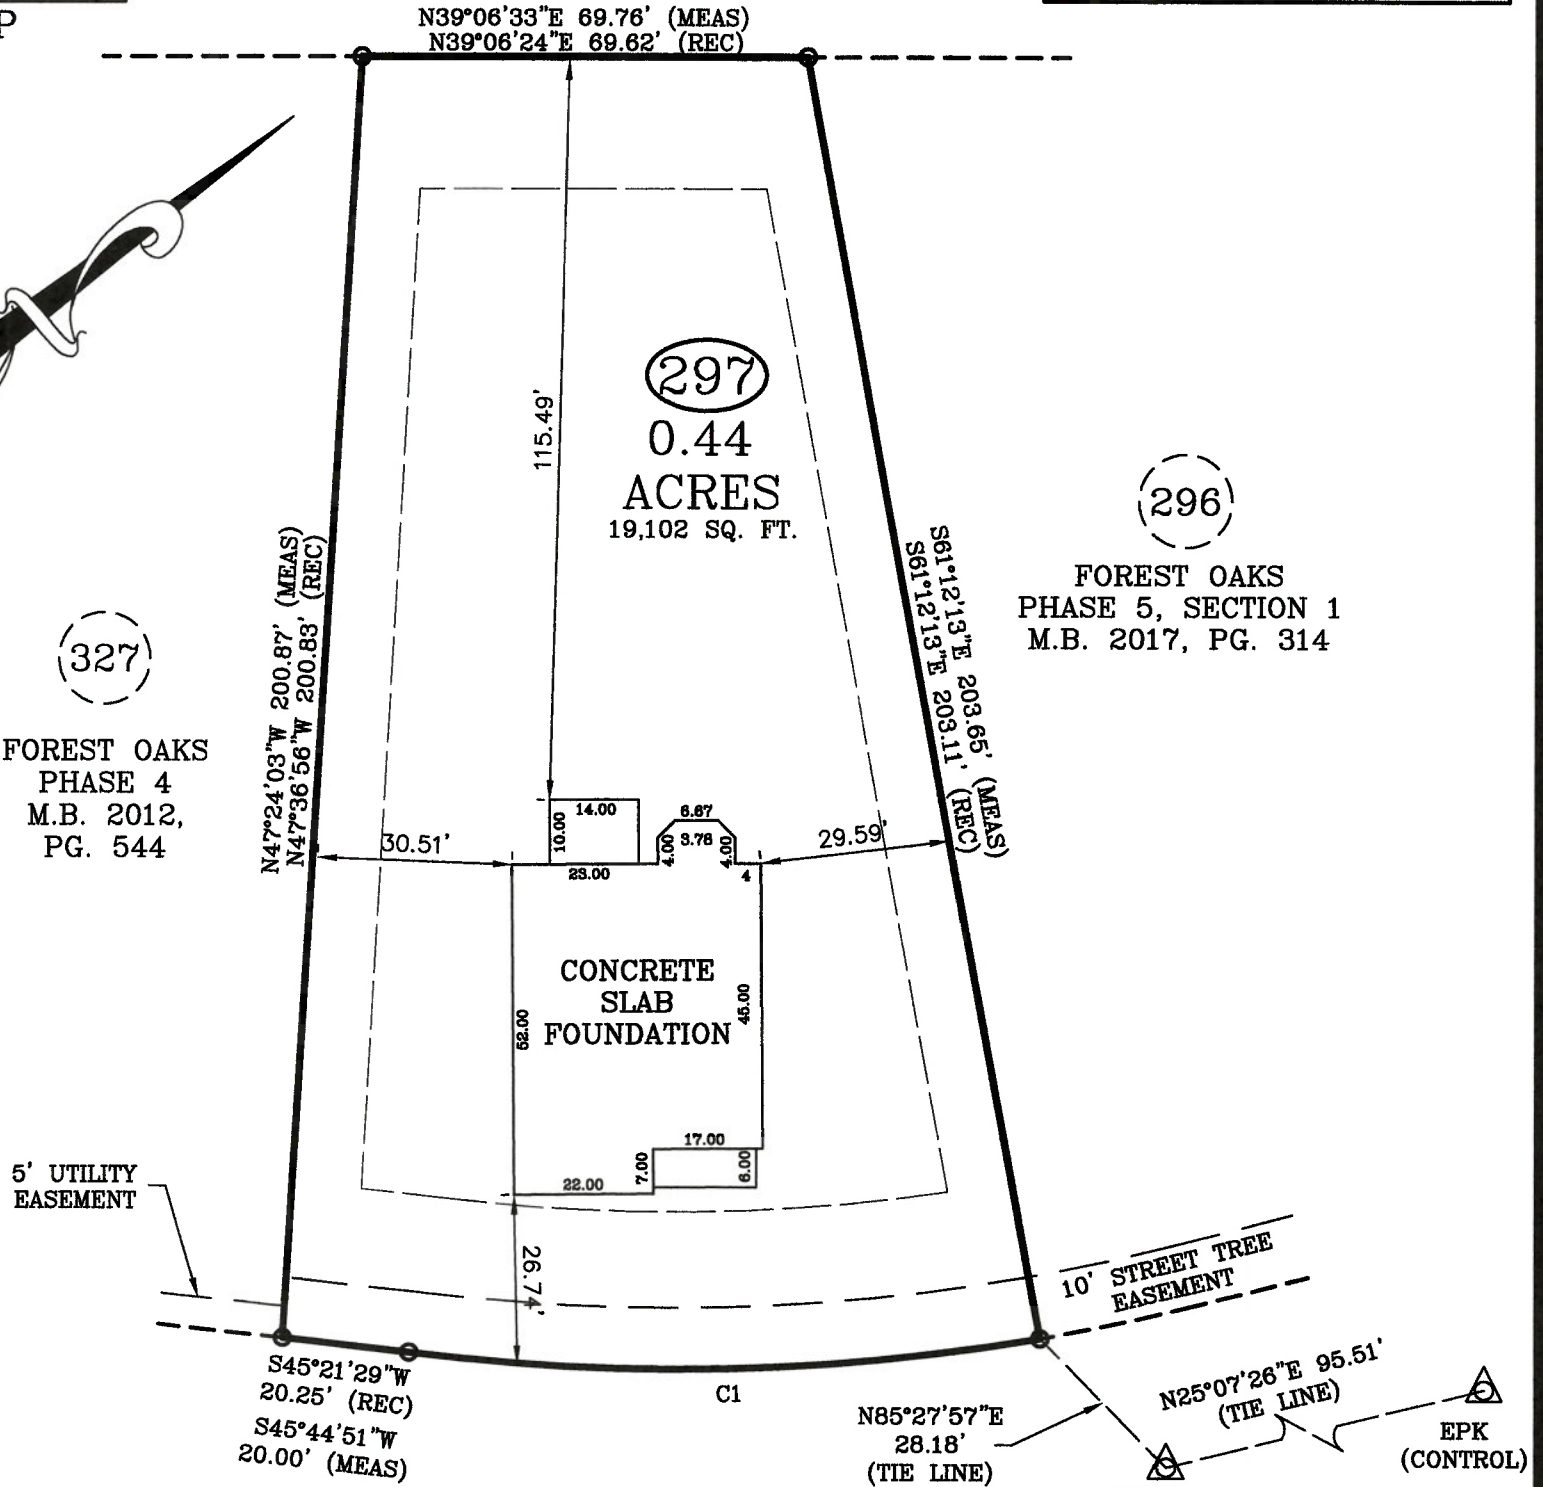 P
N39°06'33"E 69.76' (MEAS)
N39°06'24"E 69.62' (REC)
115.49'
297
0.44
ACRES
19,102 SQ. FT.
296
FOREST OAKS
PHASE 5, SECTION 1
M.B. 2017, PG. 314
S61°12'13"E 203.65' (MEAS)
S61°12'13"E 203.11' (REC)
N47°24'03"W 200.87' (MEAS)
N47°36'56"W 200.83' (REC)
327
FOREST OAKS
PHASE 4
M.B. 2012,
PG. 544
14.00
10.00
6.67
4.00
3.78
4.00
30.51'
29.59'
23.00
4
CONCRETE
SLAB
FOUNDATION
52.00
45.00
17.00
7.00
6.00
22.00
5' UTILITY
EASEMENT
26.74'
10' STREET TREE
EASEMENT
S45°21'29"W
20.25' (REC)
S45°44'51"W
20.00' (MEAS)
C1
N85°27'57"E
28.18'
(TIE LINE)
N25°07'26"E 95.51'
(TIE LINE)
EPK
(CONTROL)